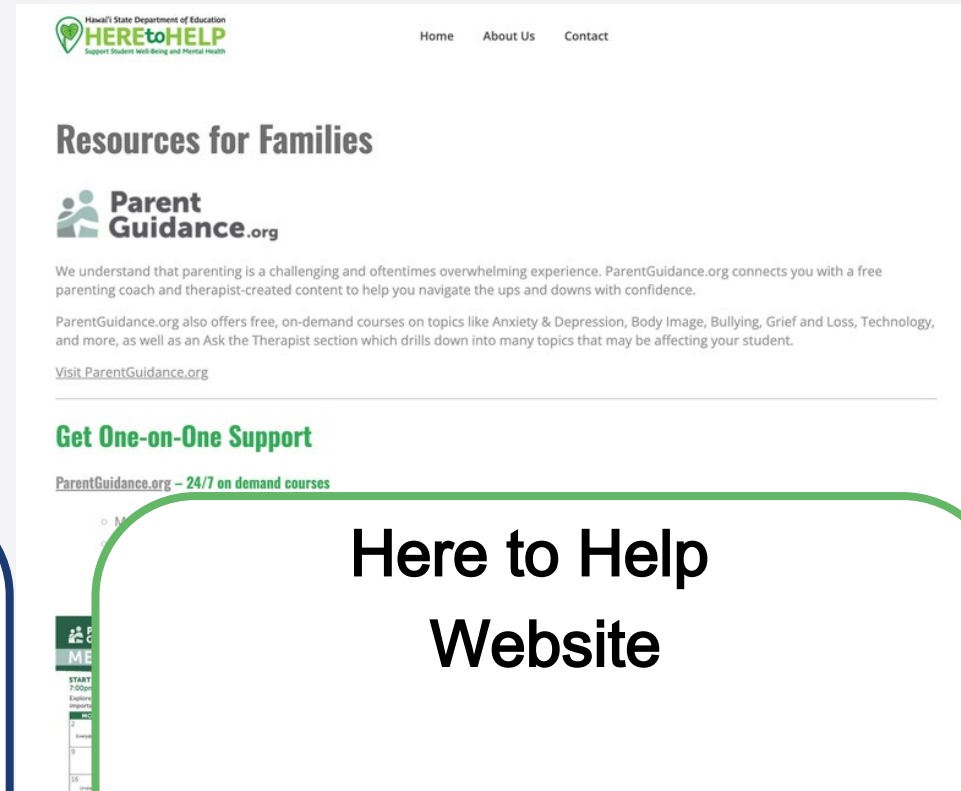 Hawai'i State Department of Education
HEREtoHELP
Support Student Well-Being and Mental Health
Home About Us Contact
Resources for Families
Parent
Guidance.org
We understand that parenting is a challenging and oftentimes overwhelming experience. ParentGuidance.org connects you with a free
parenting coach and therapist-created content to help you navigate the ups and downs with confidence.
ParentGuidance.org also offers free, on-demand courses on topics like Anxiety & Depression, Body Image, Bullying, Grief and Loss, Technology,
and more, as well as an Ask the Therapist section which drills down into many topics that may be affecting your student.
Visit ParentGuidance.org
Get One-on-One Support
ParentGuidance.org – 24/7 on demand courses
Here to Help
Website
START
2
9
16